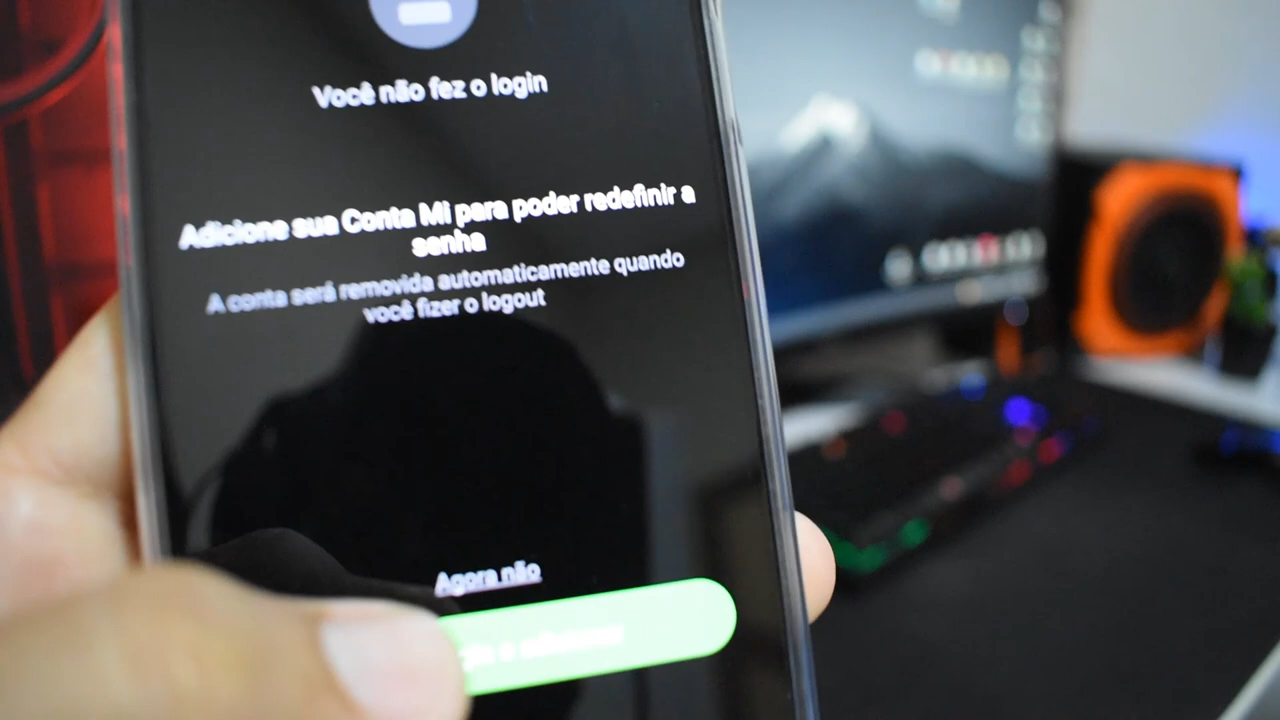 Você não fez o login
Adicione sua Conta Mi para poder redefinir a
senha
A conta será removida automaticamente quando
você fizer o logout
Agora não